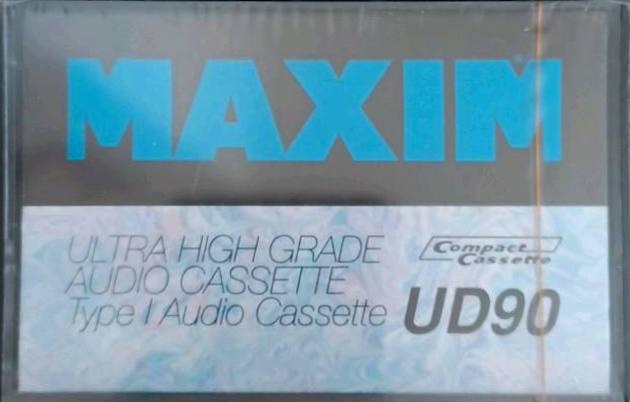 MAXIM
ULTRA HIGH GRADE
AUDIO CASSETTE
Type I Audio Cassette
Compact
Cassette
UD90